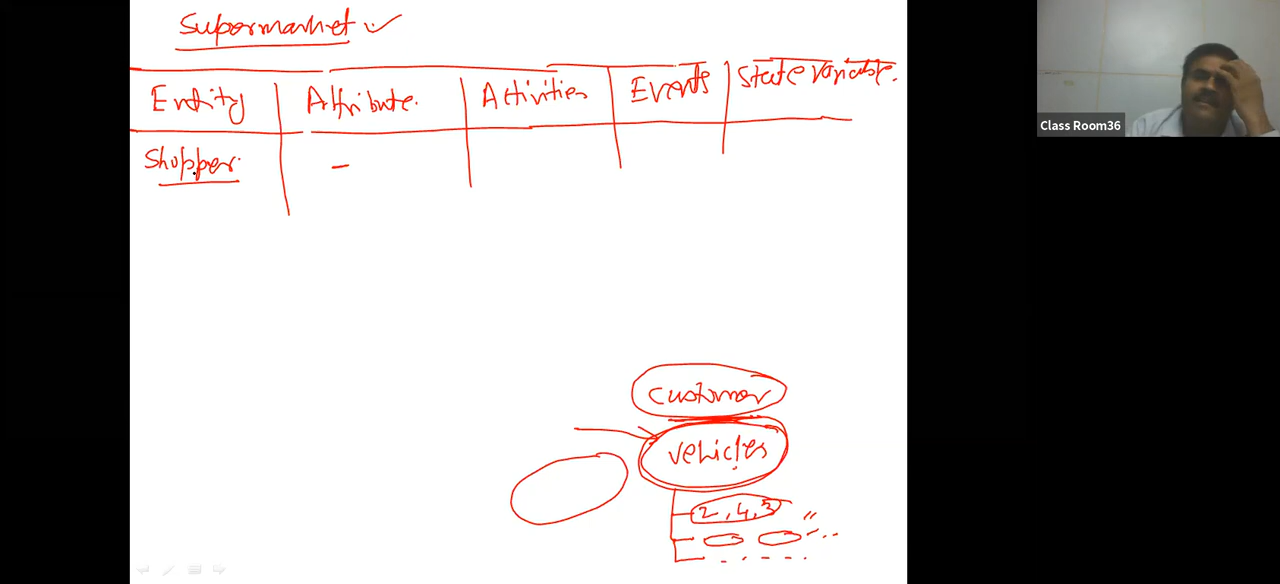 Supermarket
Entity Attribute. Activities Events State Variable.
Shopper. -
Class Room36
customer
vehicles
2, 4, 3 "